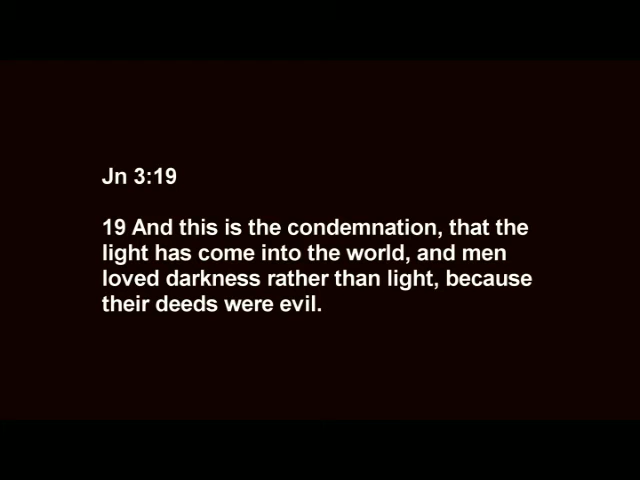 Jn 3:19
19 And this is the condemnation, that the
light has come into the world, and men
loved darkness rather than light, because
their deeds were evil.